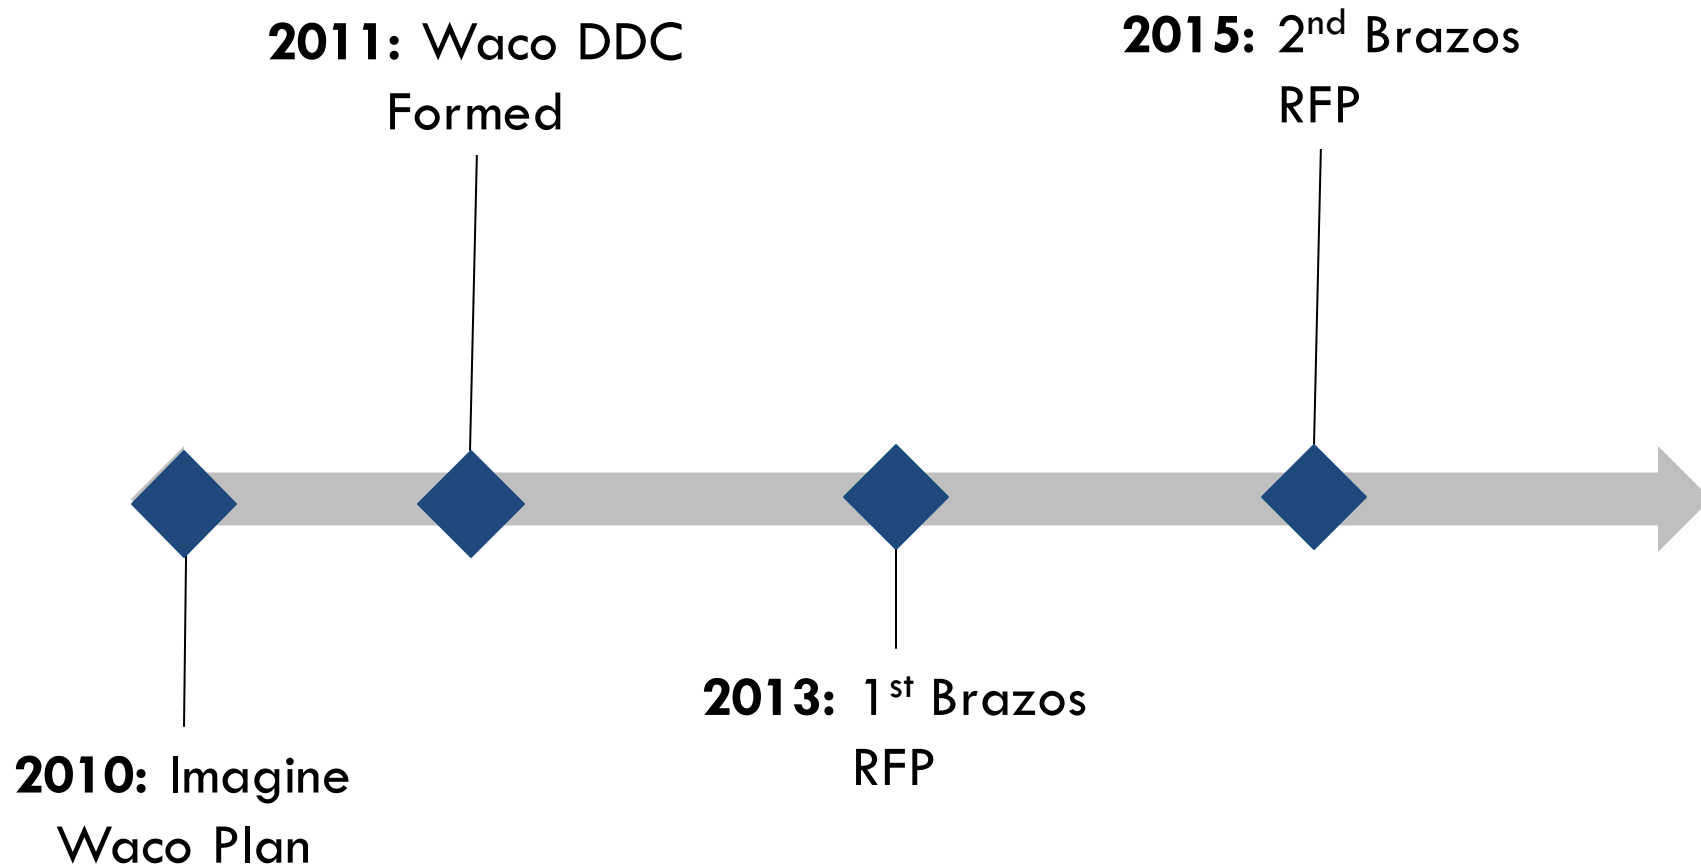 2011: Waco DDC
Formed
2015: 2nd Brazos
RFP
2013: 1st Brazos
RFP
2010: Imagine
Waco Plan